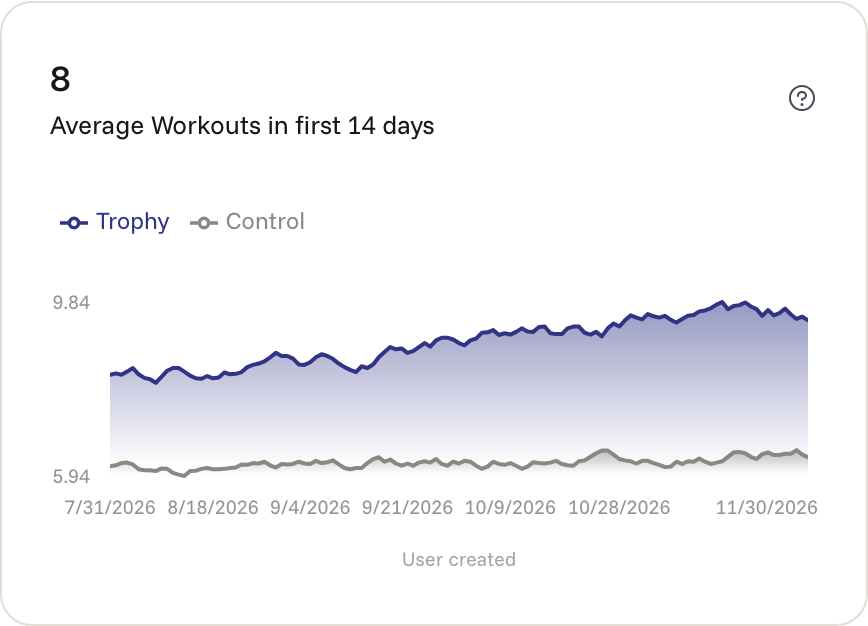 8
Average Workouts in first 14 days
?
Trophy Control
9.84
5.94
7/31/2026 8/18/2026 9/4/2026 9/21/2026 10/9/2026 10/28/2026 11/30/2026
User created